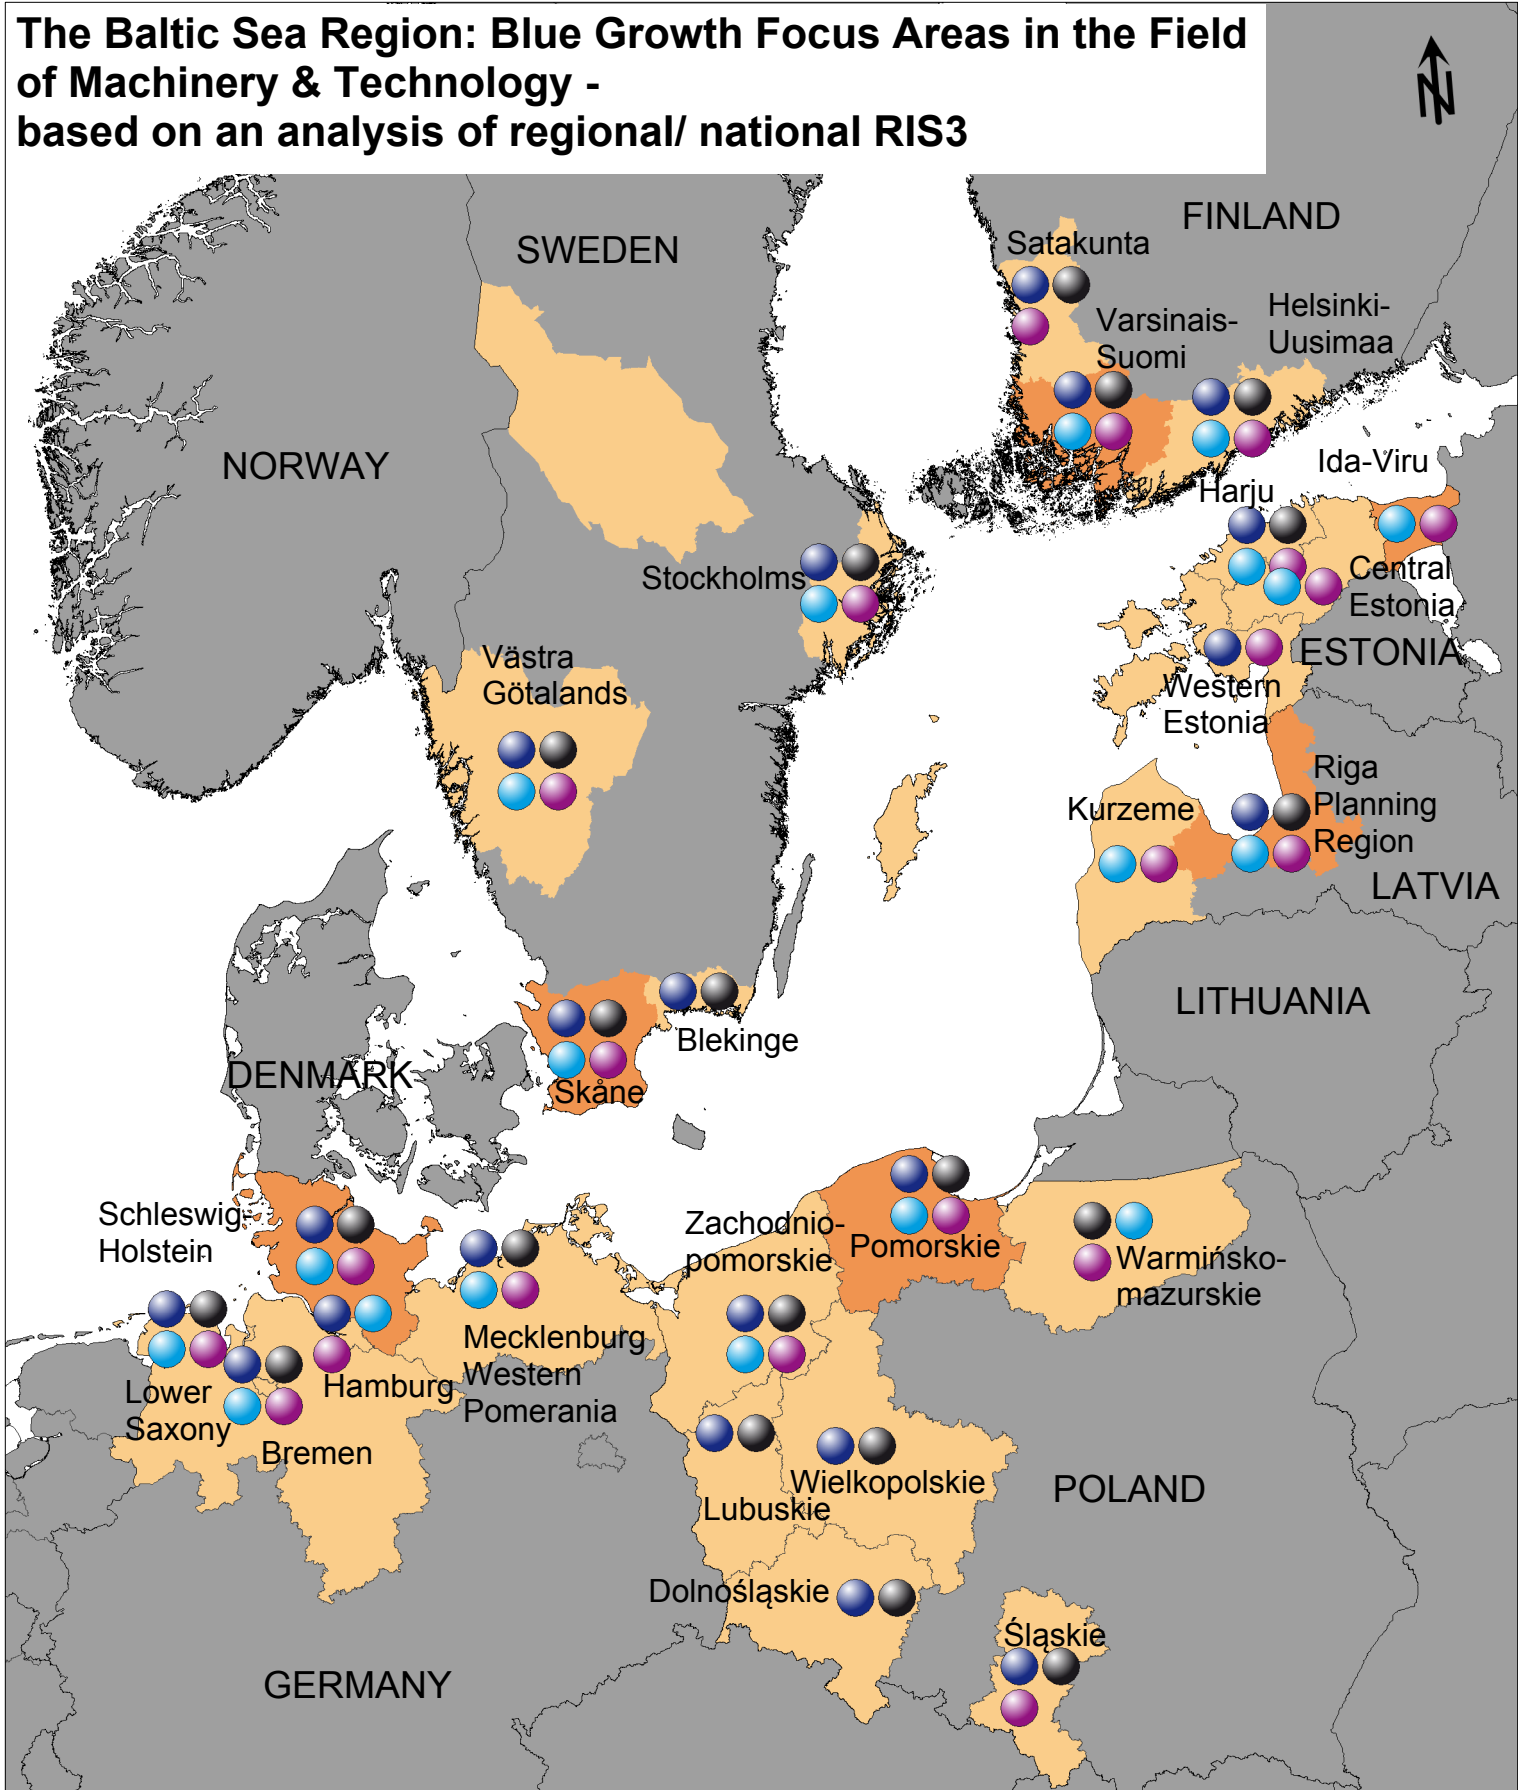 The Baltic Sea Region: Blue Growth Focus Areas in the Field
of Machinery & Technology -
based on an analysis of regional/ national RIS3
N
FINLAND
SWEDEN
Satakunta
Varsinais-
Suomi
Helsinki-
Uusimaa
NORWAY
Ida-Viru
Harju
Stockholms
Central
Estonia
ESTONIA
Västra
Götalands
Western
Estonia
Riga
Planning
Region
Kurzeme
LATVIA
LITHUANIA
Blekinge
DENMARK
Skåne
Schleswig-
Holstein
Zachodnio-
pomorskie
Pomorskie
Warmińsko-
mazurskie
Mecklenburg
Western
Pomerania
Lower
Saxony
Hamburg
Bremen
Wielkopolskie
Lubuskie
POLAND
Dolnośląskie
Śląskie
GERMANY